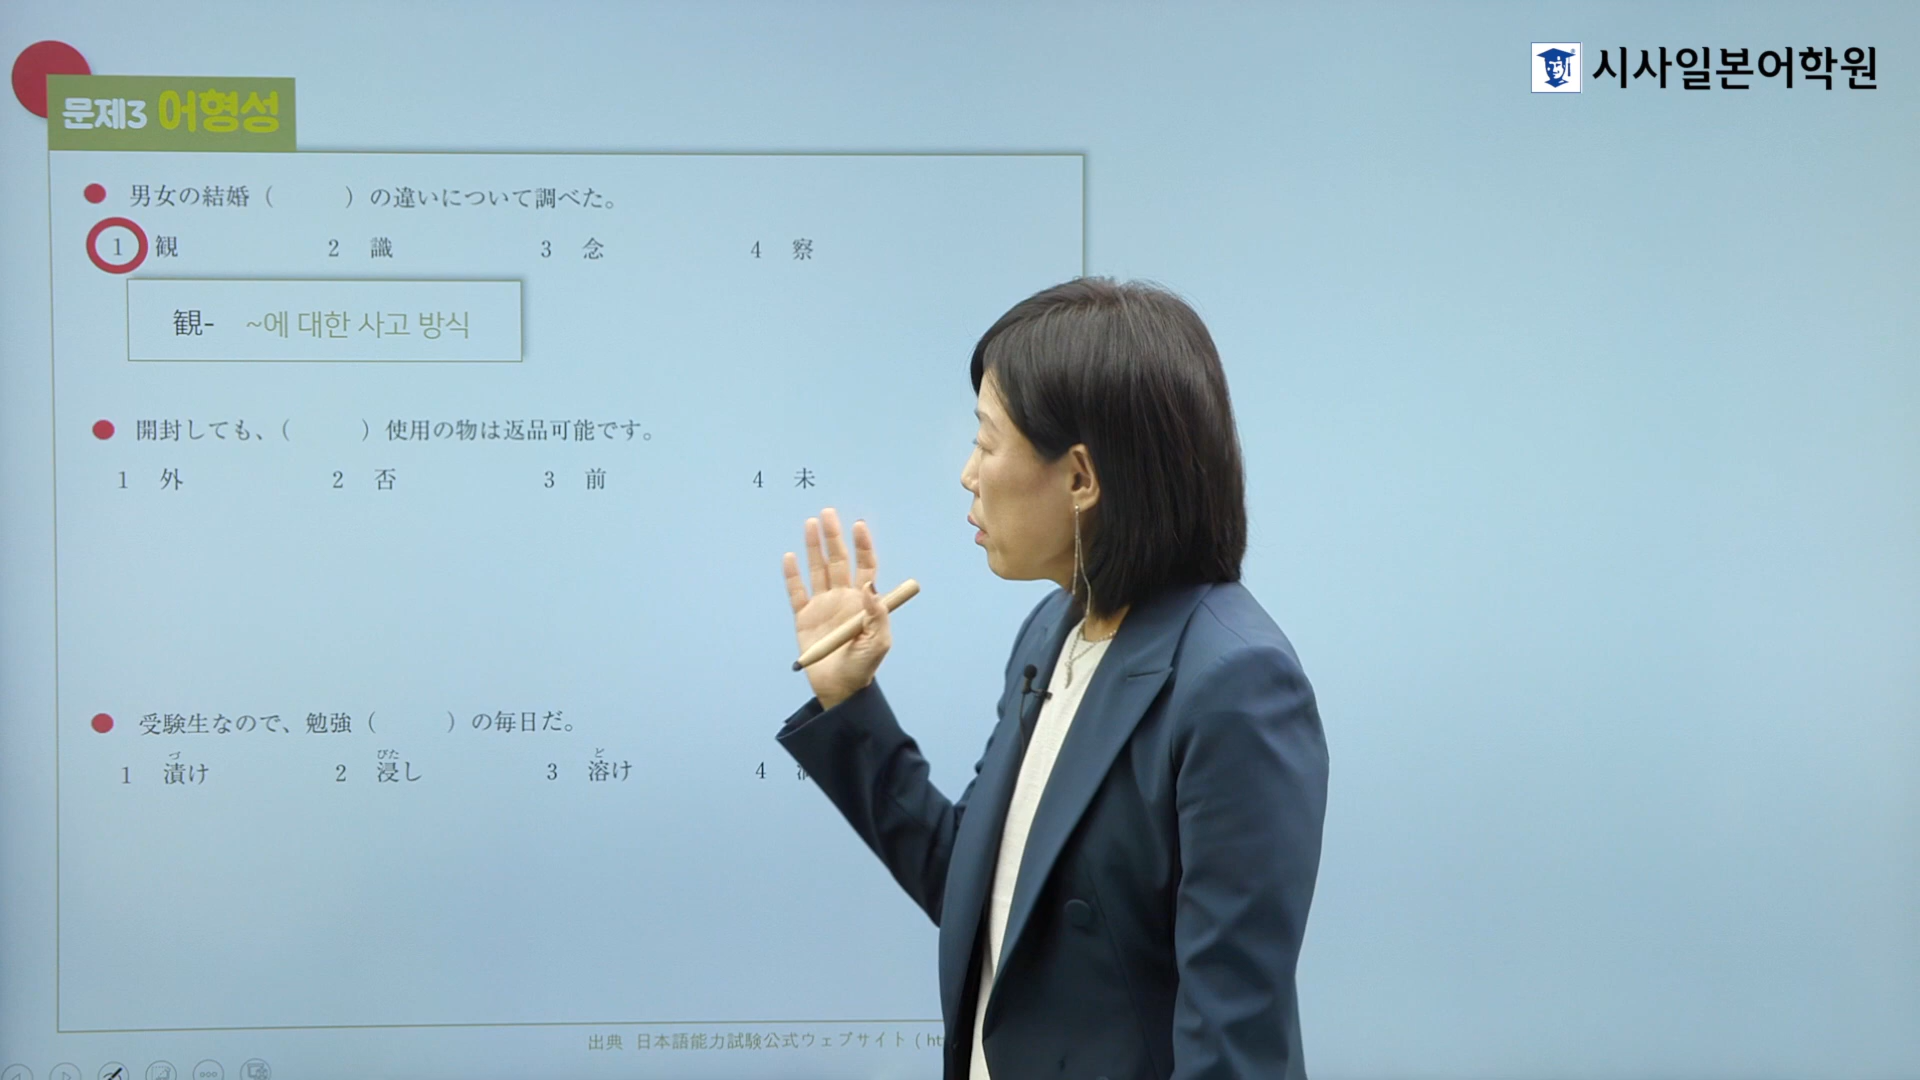 시사일본어학원
문제3 어형성
男女の結婚（　　）の違いについて調べた。
1 観 2 識 3 念 4 察
観- ~에 대한 사고 방식
開封しても、（　　）使用の物は返品可能です。
1 外 2 否 3 前 4 未
受験生なので、勉強（　　）の毎日だ。
づ びた ど
1 漬け 2 浸し 3 溶け 4
出典 日本語能力試験公式ウェブサイト（ht